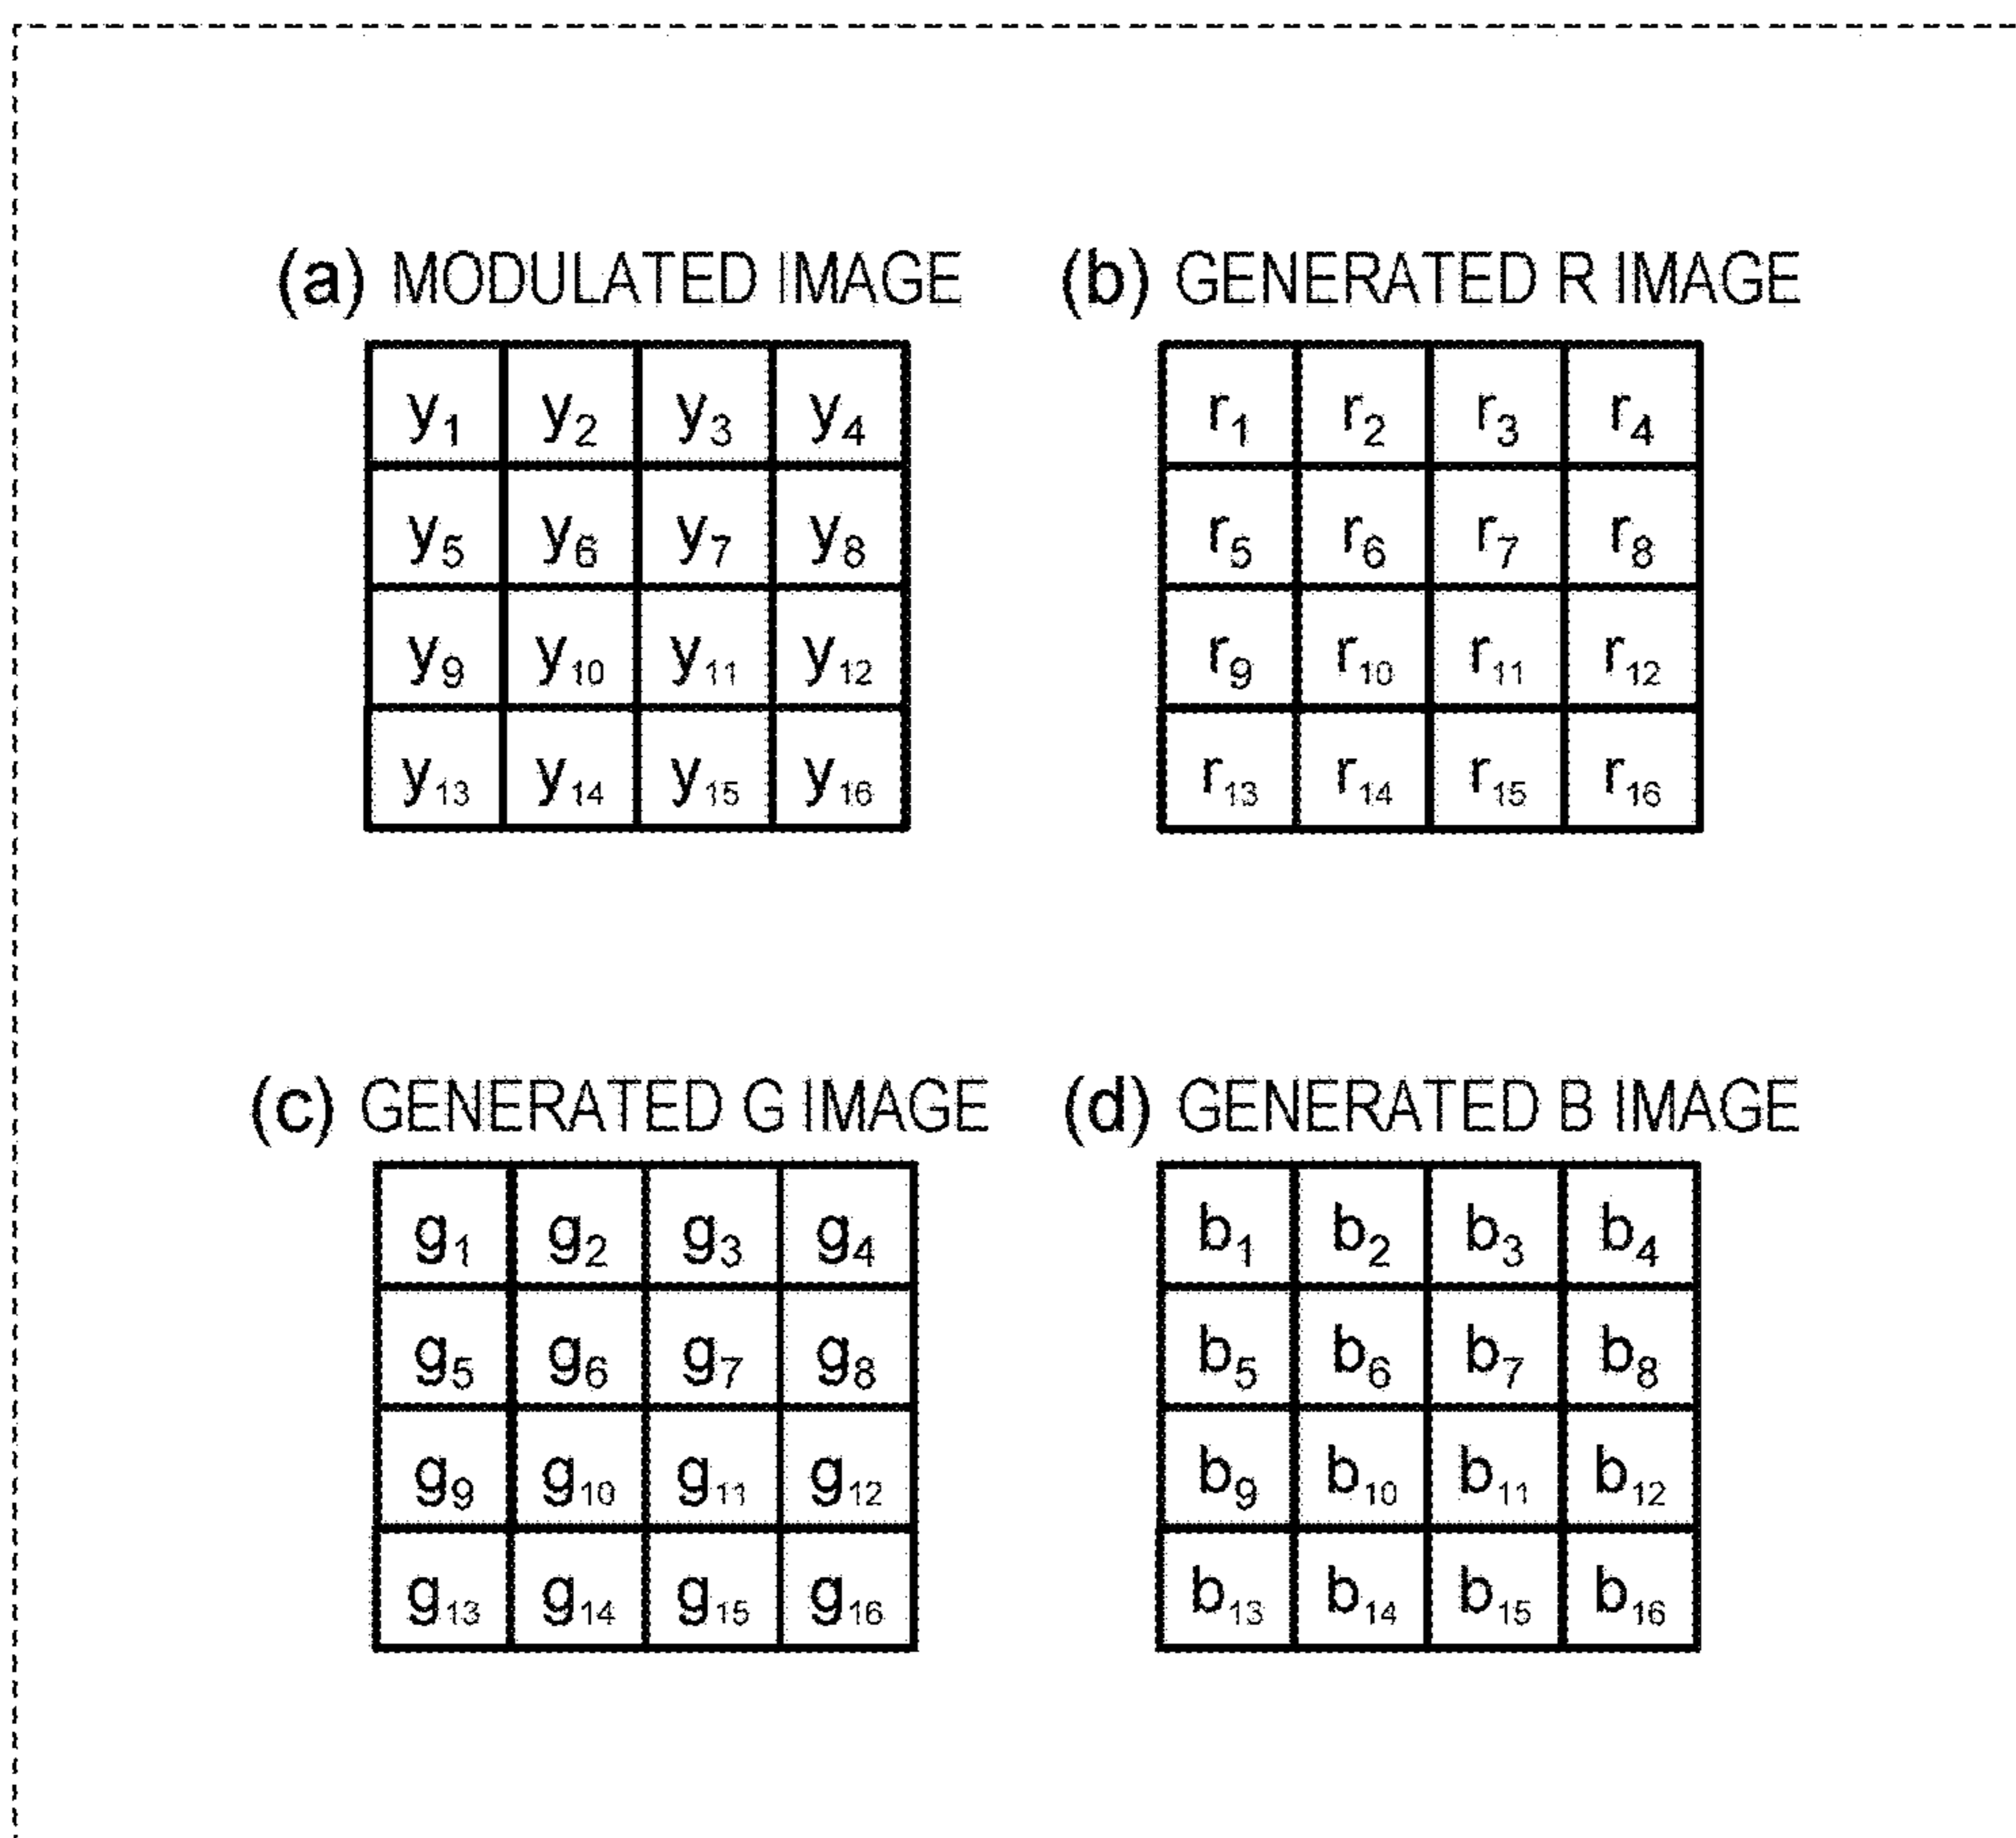 (a) MODULATED IMAGE
y1 y2 y3 y4
y5 y6 y7 y8
y9 y10 y11 y12
y13 y14 y15 y16
(b) GENERATED R IMAGE
r1 r2 r3 r4
r5 r6 r7 r8
r9 r10 r11 r12
r13 r14 r15 r16
(c) GENERATED G IMAGE
g1 g2 g3 g4
g5 g6 g7 g8
g9 g10 g11 g12
g13 g14 g15 g16
(d) GENERATED B IMAGE
b1 b2 b3 b4
b5 b6 b7 b8
b9 b10 b11 b12
b13 b14 b15 b16